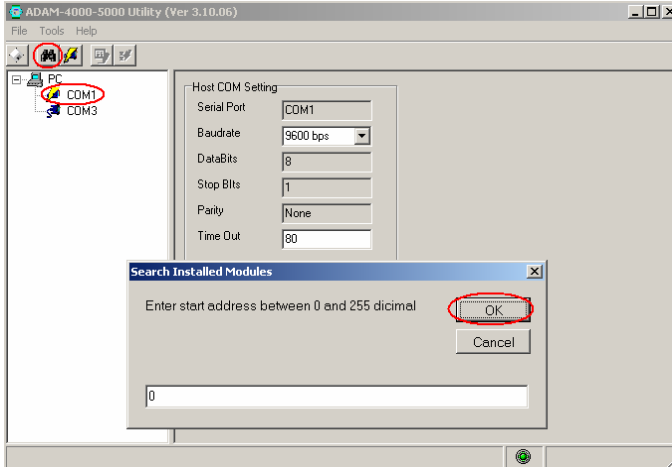 ADAM-4000-5000 Utility (Ver 3.10.06)
File Tools Help
PC
COM1
COM3
Host COM Setting
Serial Port COM1
Baudrate 9600 bps
DataBits 8
Stop BIts 1
Parity None
Time Out 80
Search Installed Modules
Enter start address between 0 and 255 dicimal
OK
Cancel
0